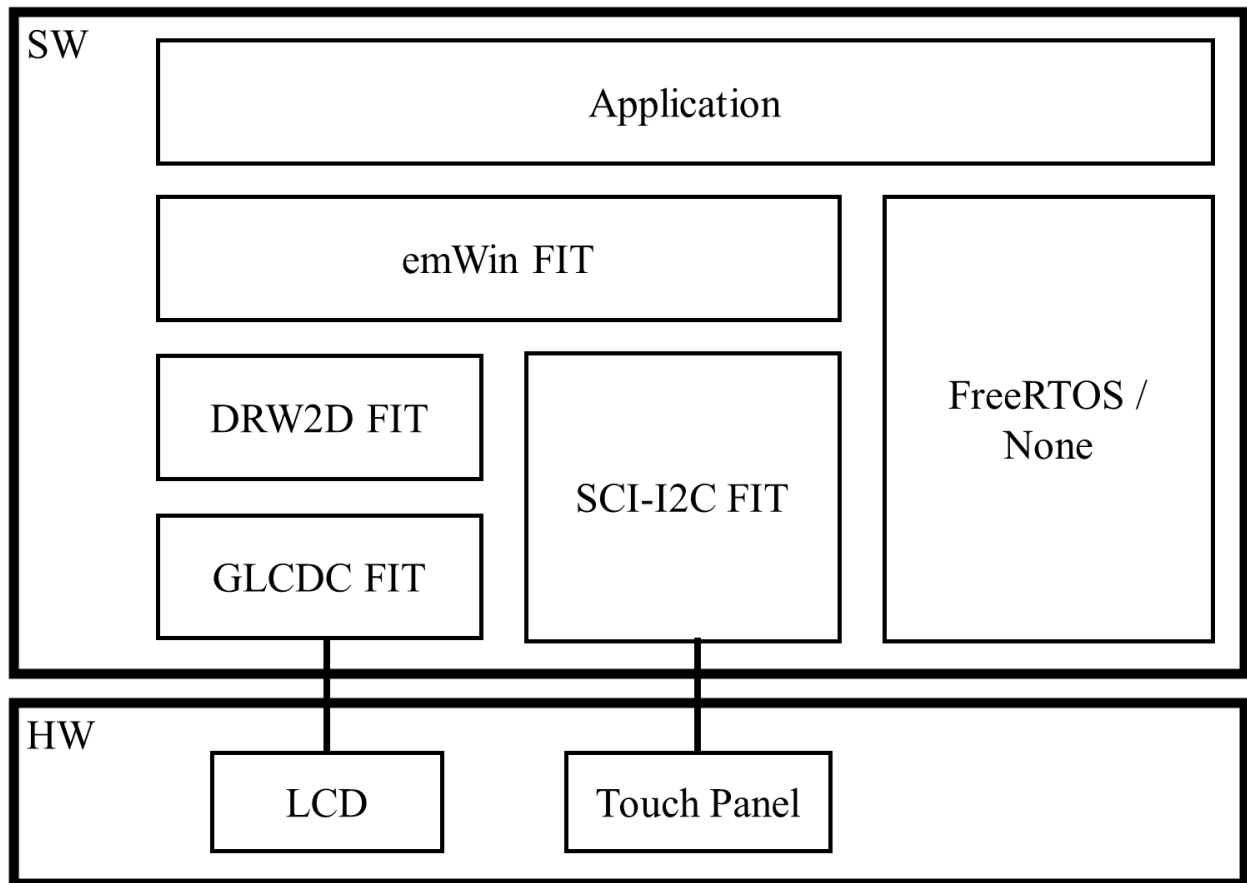 SW
Application
emWin FIT
DRW2D FIT
SCI-I2C FIT
GLCDC FIT
FreeRTOS /
None
HW
LCD
Touch Panel